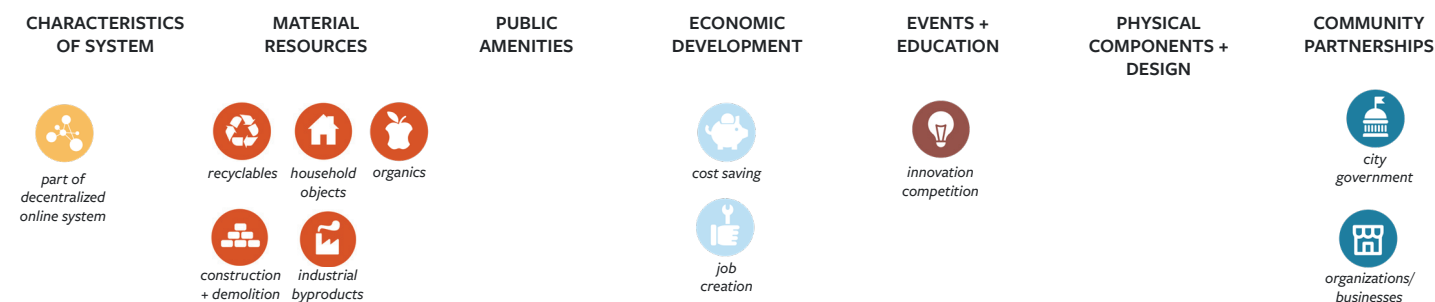 CHARACTERISTICS
OF SYSTEM
MATERIAL
RESOURCES
PUBLIC
AMENITIES
ECONOMIC
DEVELOPMENT
EVENTS +
EDUCATION
PHYSICAL
COMPONENTS +
DESIGN
COMMUNITY
PARTNERSHIPS
part of
decentralized
online system
recyclables
household
objects
organics
construction
+ demolition
industrial
byproducts
cost saving
job
creation
innovation
competition
city
government
organizations/
businesses